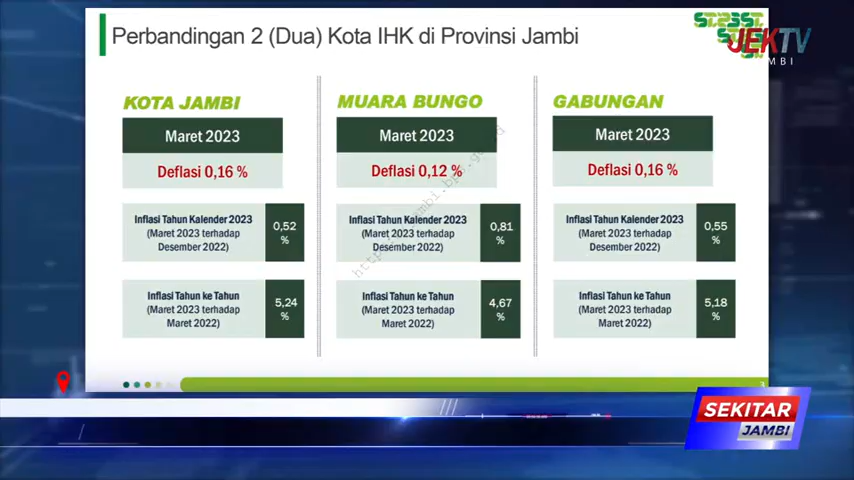 Perbandingan 2 (Dua) Kota IHK di Provinsi Jambi
JEKTV
JAMBI
KOTA JAMBI
Maret 2023
Deflasi 0,16 %
Inflasi Tahun Kalender 2023
(Maret 2023 terhadap
Desember 2022)
0,52
%
Inflasi Tahun ke Tahun
(Maret 2023 terhadap
Maret 2022)
5,24
%
MUARA BUNGO
Maret 2023
Deflasi 0,12 %
Inflasi Tahun Kalender 2023
(Maret 2023 terhadap
Desember 2022)
0,81
%
Inflasi Tahun ke Tahun
(Maret 2023 terhadap
Maret 2022)
4,67
%
GABUNGAN
Maret 2023
Deflasi 0,16 %
Inflasi Tahun Kalender 2023
(Maret 2023 terhadap
Desember 2022)
0,55
%
Inflasi Tahun ke Tahun
(Maret 2023 terhadap
Maret 2022)
5,18
%
3
SEKITAR
JAMBI